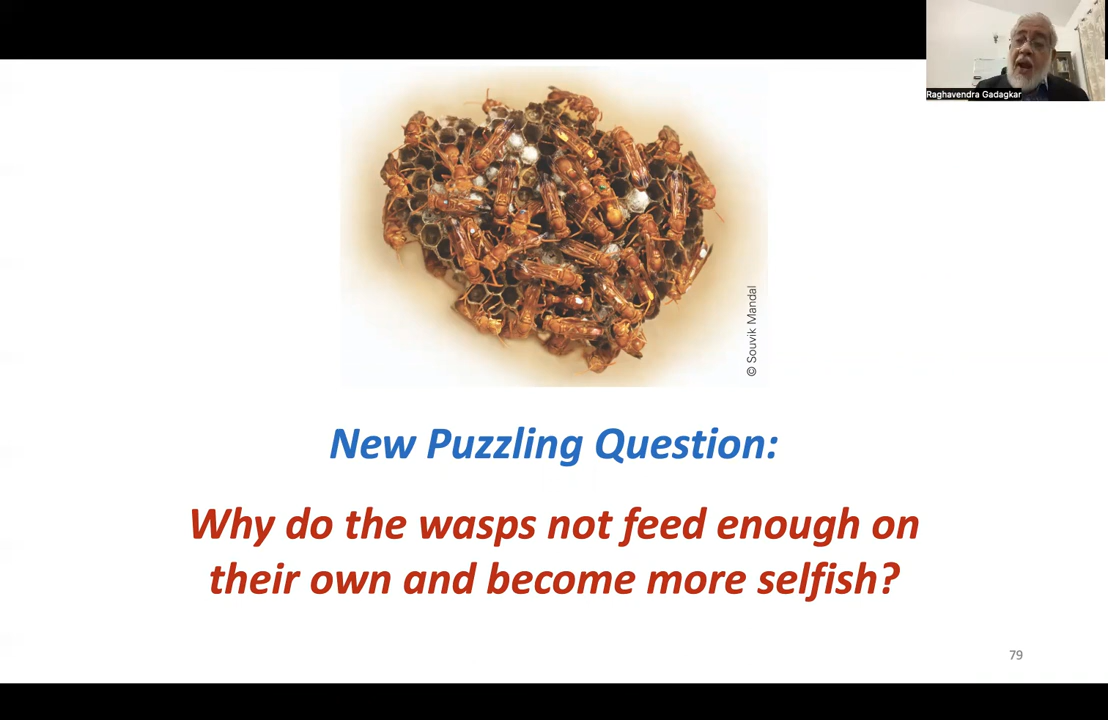 Raghavendra Gadagkar
© Souvik Mandal
New Puzzling Question:
Why do the wasps not feed enough on
their own and become more selfish?
79